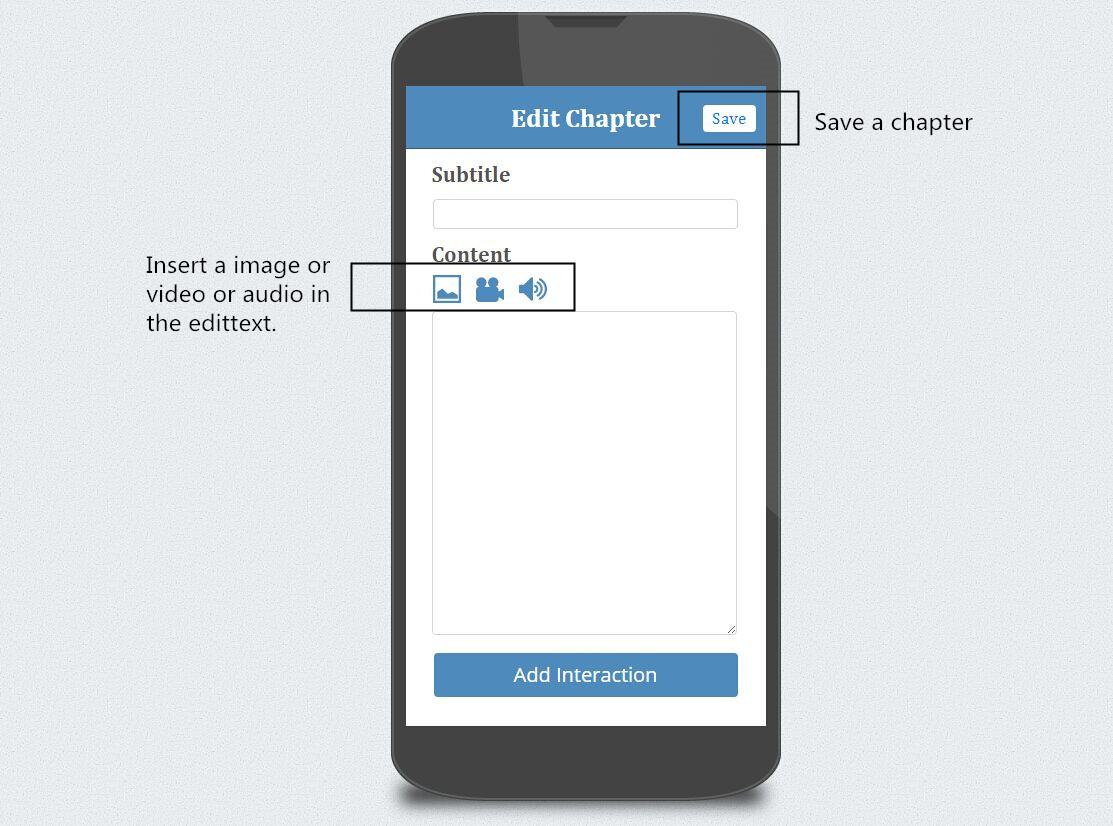 Edit Chapter
Save
Save a chapter
Subtitle
Content
Insert a image or
video or audio in
the edittext.
Add Interaction